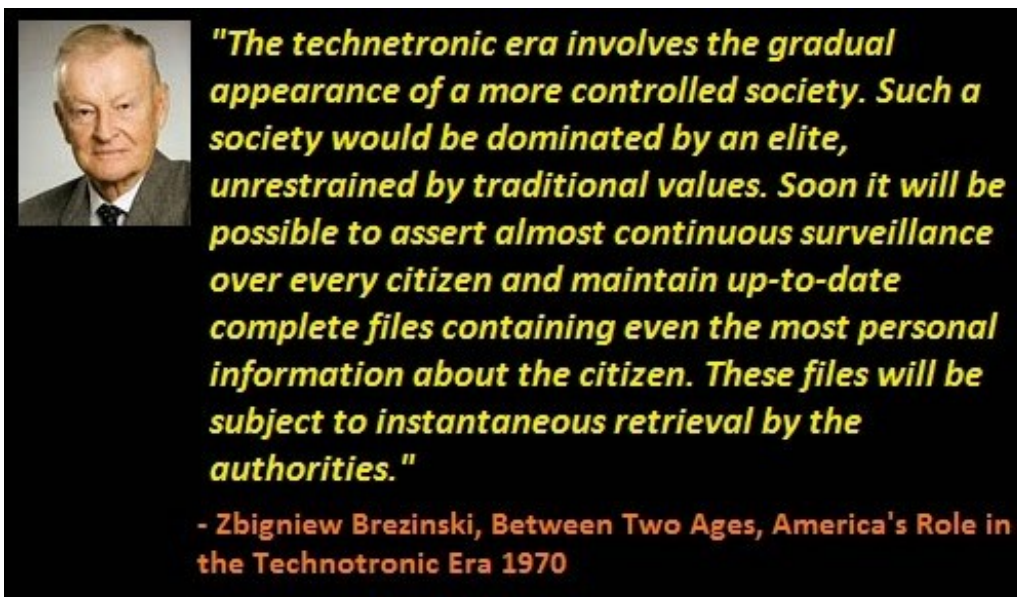 "The technetronic era involves the gradual
appearance of a more controlled society. Such a
society would be dominated by an elite,
unrestrained by traditional values. Soon it will be
possible to assert almost continuous surveillance
over every citizen and maintain up-to-date
complete files containing even the most personal
information about the citizen. These files will be
subject to instantaneous retrieval by the
authorities."
- Zbigniew Brezinski, Between Two Ages, America's Role in
the Technotronic Era 1970